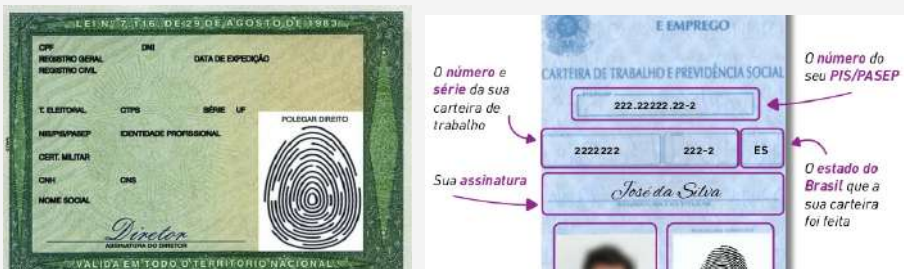 LEI Nº 7.116, DE 29 DE AGOSTO DE 1983
CPF DNI
REGISTRO GERAL DATA DE EXPEDIÇÃO
REGISTRO CIVIL
T. ELEITORAL CTPS SÉRIE UF
POLEGAR DIREITO
NIS/PIS/PASEP IDENTIDADE PROFISSIONAL
CERT. MILITAR
CNH CNS
NOME SOCIAL
Diretor
ASSINATURA DO DIRETOR
VÁLIDA EM TODO O TERRITÓRIO NACIONAL
E EMPREGO
CARTEIRA DE TRABALHO E PREVIDÊNCIA SOCIAL
222.22222.22-2
2222222 222-2 ES
José da Silva
O número e
série da sua
carteira de
trabalho
Sua assinatura
O número do
seu PIS/PASEP
O estado do
Brasil que a
sua carteira
foi feita